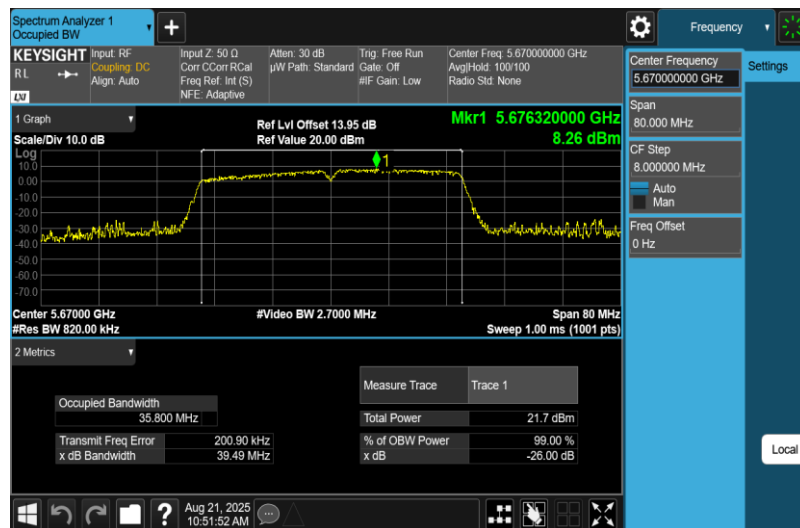 Spectrum Analyzer 1
Occupied BW
Frequency
KEYSIGHT
RL
LXI
Input: RF
Coupling: DC
Align: Auto
Input Z: 50 Ω
Corr CCorr RCal
Freq Ref: Int (S)
NFE: Adaptive
Atten: 30 dB
µW Path: Standard
Trig: Free Run
Gate: Off
#IF Gain: Low
Center Freq: 5.670000000 GHz
Avg|Hold: 100/100
Radio Std: None
Center Frequency
5.670000000 GHz
Span
80.000 MHz
CF Step
8.000000 MHz
Auto
Man
Freq Offset
0 Hz
Settings
Local
1 Graph
Scale/Div 10.0 dB
Ref Lvl Offset 13.95 dB
Ref Value 20.00 dBm
Mkr1 5.676320000 GHz
8.26 dBm
Log
10.0
0.00
-10.0
-20.0
-30.0
-40.0
-50.0
-60.0
-70.0
1
Center 5.67000 GHz
#Video BW 2.7000 MHz
Span 80 MHz
#Res BW 820.00 kHz
Sweep 1.00 ms (1001 pts)
2 Metrics
Measure Trace Trace 1
Occupied Bandwidth
35.800 MHz
Total Power 21.7 dBm
Transmit Freq Error 200.90 kHz
% of OBW Power 99.00 %
x dB Bandwidth 39.49 MHz
x dB -26.00 dB
?
Aug 21, 2025
10:51:52 AM